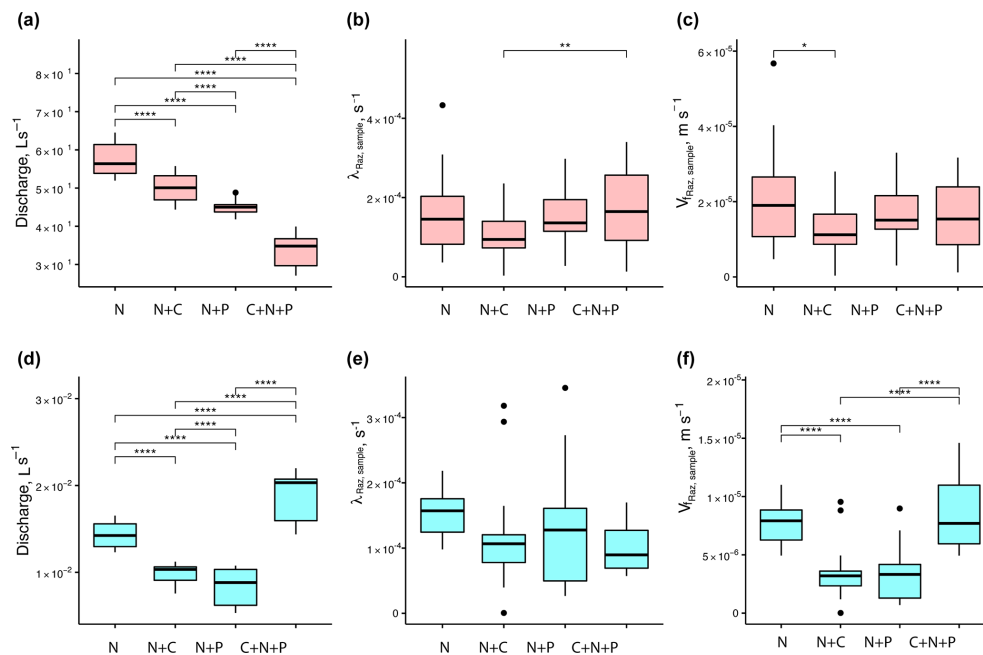 (a)
(b)
(c)
Discharge, Ls⁻¹
8×10¹
7×10¹
6×10¹
5×10¹
4×10¹
3×10¹
****
****
****
****
****
****
N N+C N+P C+N+P
λRaz, sample, s⁻¹
4×10⁻⁴
2×10⁻⁴
0
**
N N+C N+P C+N+P
VfRaz, sample, m s⁻¹
6×10⁻⁵
4×10⁻⁵
2×10⁻⁵
0
*
N N+C N+P C+N+P
(d)
(e)
(f)
Discharge, Ls⁻¹
3×10⁻²
2×10⁻²
1×10⁻²
****
****
****
****
****
****
N N+C N+P C+N+P
λRaz, sample, s⁻¹
3×10⁻⁴
2×10⁻⁴
1×10⁻⁴
0
N N+C N+P C+N+P
VfRaz, sample, m s⁻¹
2×10⁻⁵
1.5×10⁻⁵
1×10⁻⁵
5×10⁻⁶
0
****
****
****
****
N N+C N+P C+N+P